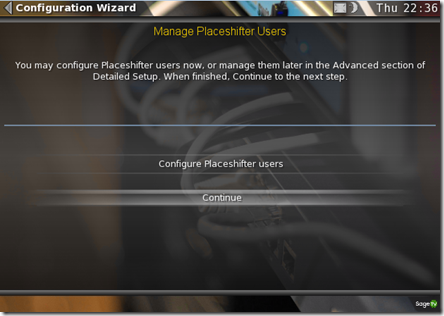 Configuration Wizard
Thu 22:36
Manage Placeshifter Users
You may configure Placeshifter users now, or manage them later in the Advanced section of
Detailed Setup. When finished, Continue to the next step.
Configure Placeshifter users
Continue
Sagetv